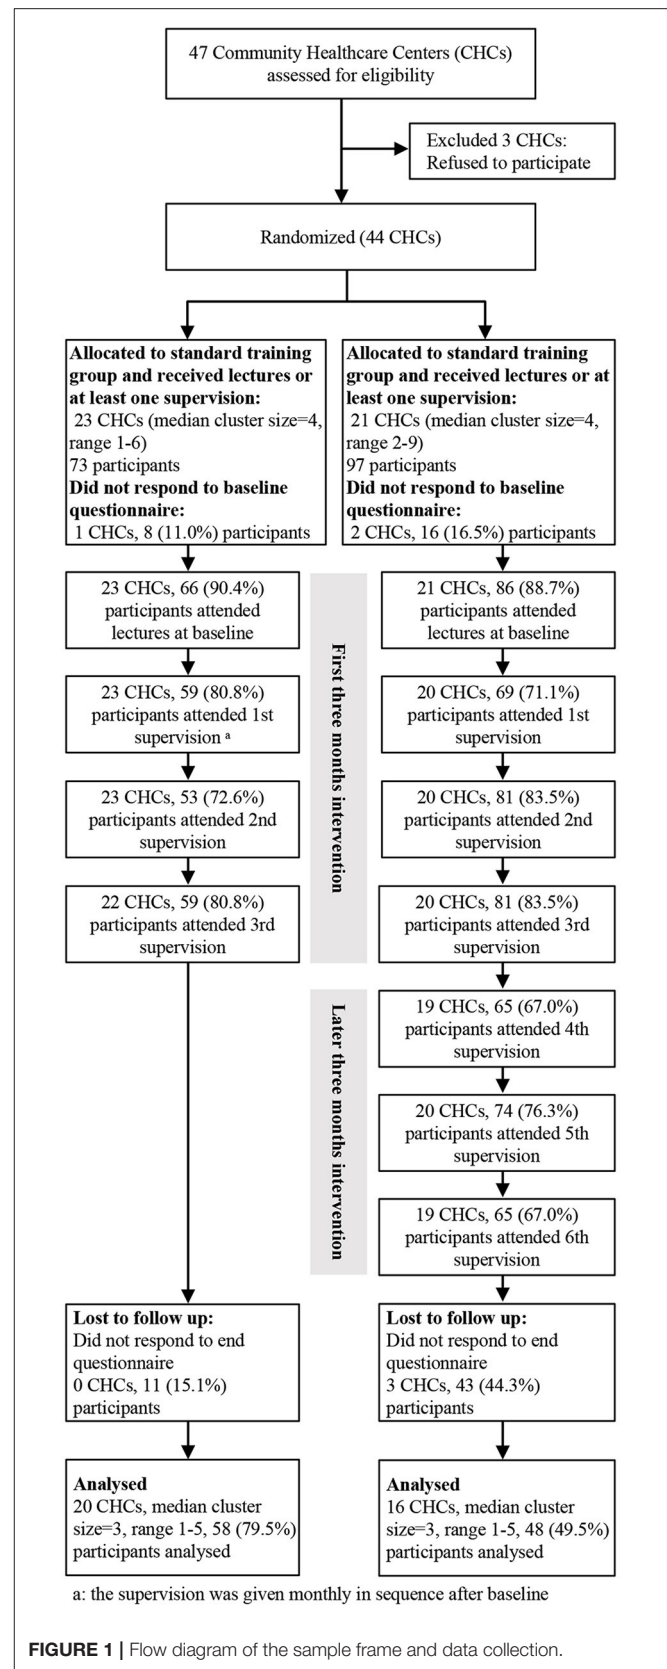 47 Community Healthcare Centers (CHCs)
assessed for eligibility
Excluded 3 CHCs:
Refused to participate
Randomized (44 CHCs)
Allocated to standard training
group and received lectures or
at least one supervision:
23 CHCs (median cluster size=4,
range 1-6)
73 participants
Did not respond to baseline
questionnaire:
1 CHCs, 8 (11.0%) participants
Allocated to standard training
group and received lectures or at
least one supervision:
21 CHCs (median cluster size=4,
range 2-9)
97 participants
Did not respond to baseline
questionnaire:
2 CHCs, 16 (16.5%) participants
First three months intervention
23 CHCs, 66 (90.4%)
participants attended
lectures at baseline
21 CHCs, 86 (88.7%)
participants attended
lectures at baseline
23 CHCs, 59 (80.8%)
participants attended 1st
supervision a
20 CHCs, 69 (71.1%)
participants attended 1st
supervision
23 CHCs, 53 (72.6%)
participants attended 2nd
supervision
20 CHCs, 81 (83.5%)
participants attended 2nd
supervision
22 CHCs, 59 (80.8%)
participants attended 3rd
supervision
20 CHCs, 81 (83.5%)
participants attended 3rd
supervision
Later three months intervention
19 CHCs, 65 (67.0%)
participants attended 4th
supervision
20 CHCs, 74 (76.3%)
participants attended 5th
supervision
19 CHCs, 65 (67.0%)
participants attended 6th
supervision
Lost to follow up:
Did not respond to end
questionnaire
0 CHCs, 11 (15.1%)
participants
Lost to follow up:
Did not respond to end
questionnaire
3 CHCs, 43 (44.3%)
participants
Analysed
20 CHCs, median cluster
size=3, range 1-5, 58 (79.5%)
participants analysed
Analysed
16 CHCs, median cluster
size=3, range 1-5, 48 (49.5%)
participants analysed
a: the supervision was given monthly in sequence after baseline
FIGURE 1 | Flow diagram of the sample frame and data collection.